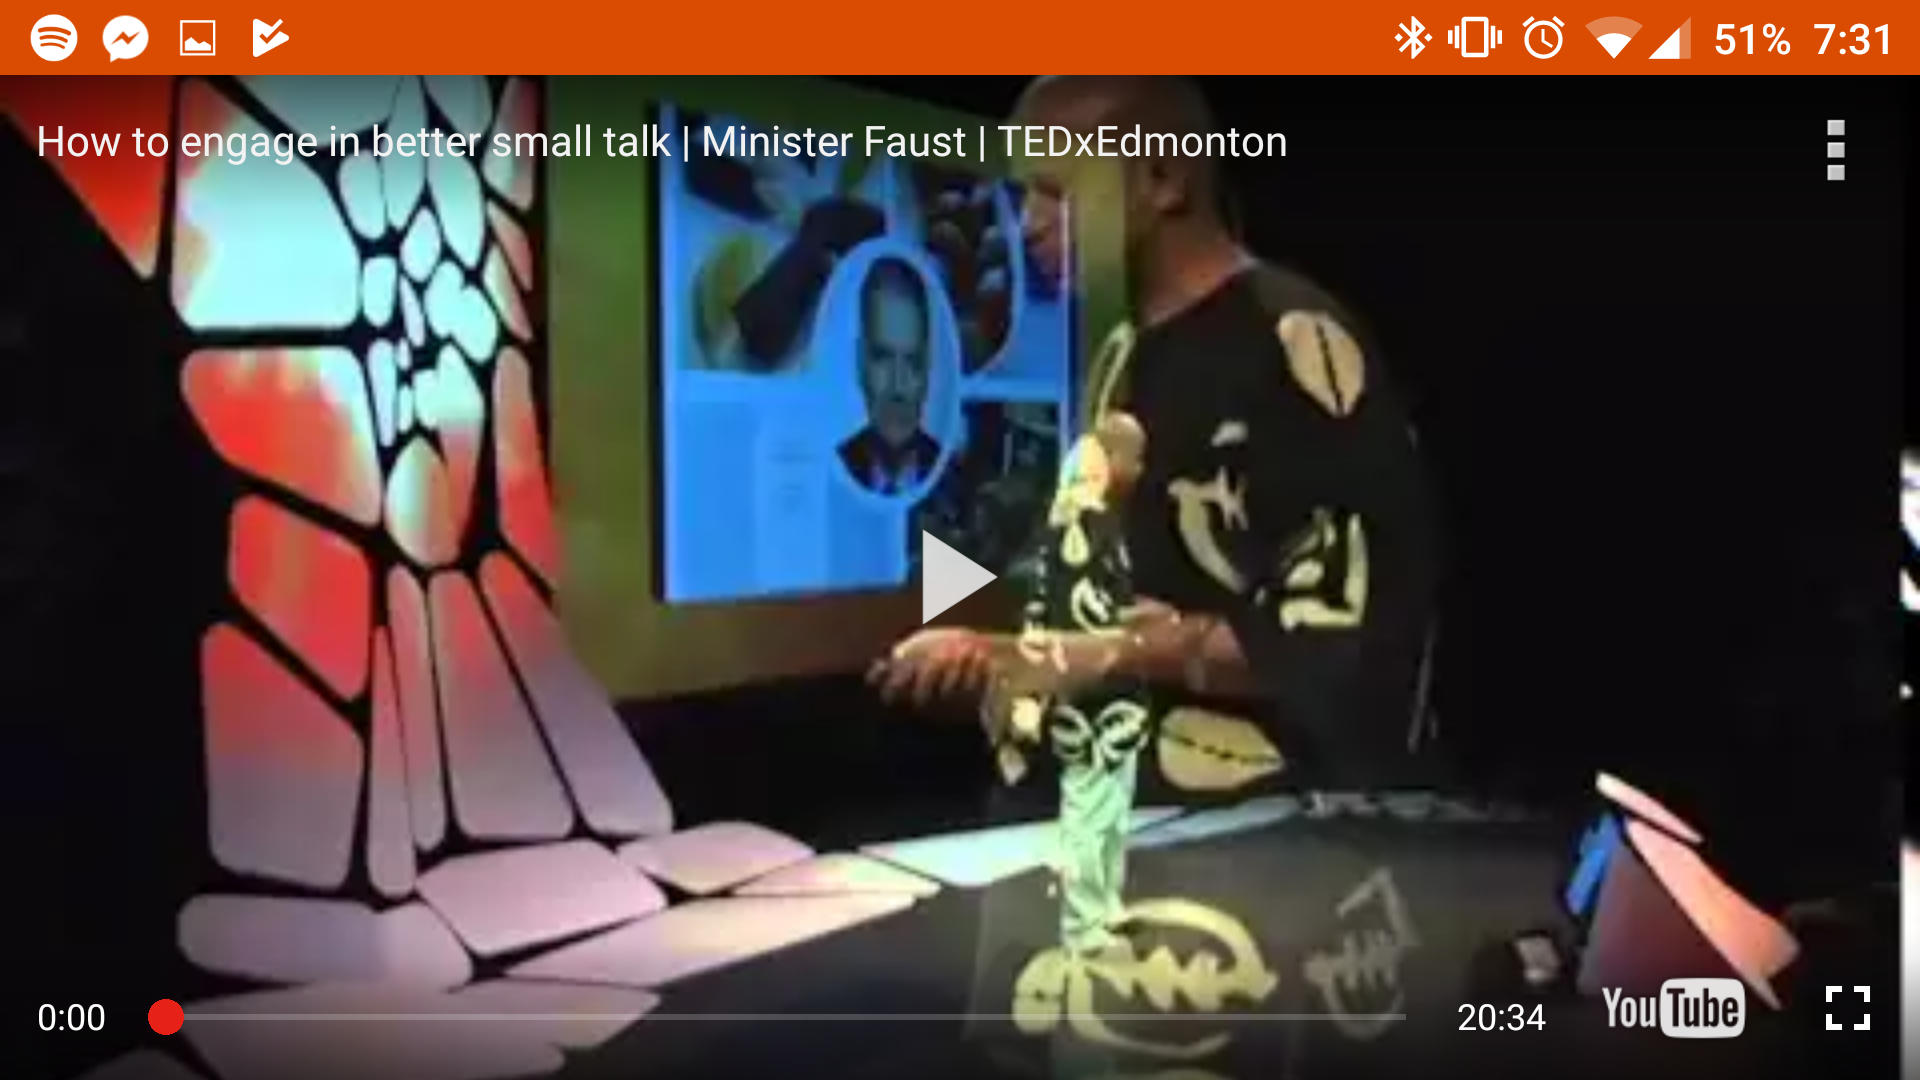 51% 7:31
How to engage in better small talk | Minister Faust | TEDxEdmonton
0:00 20:34 YouTube